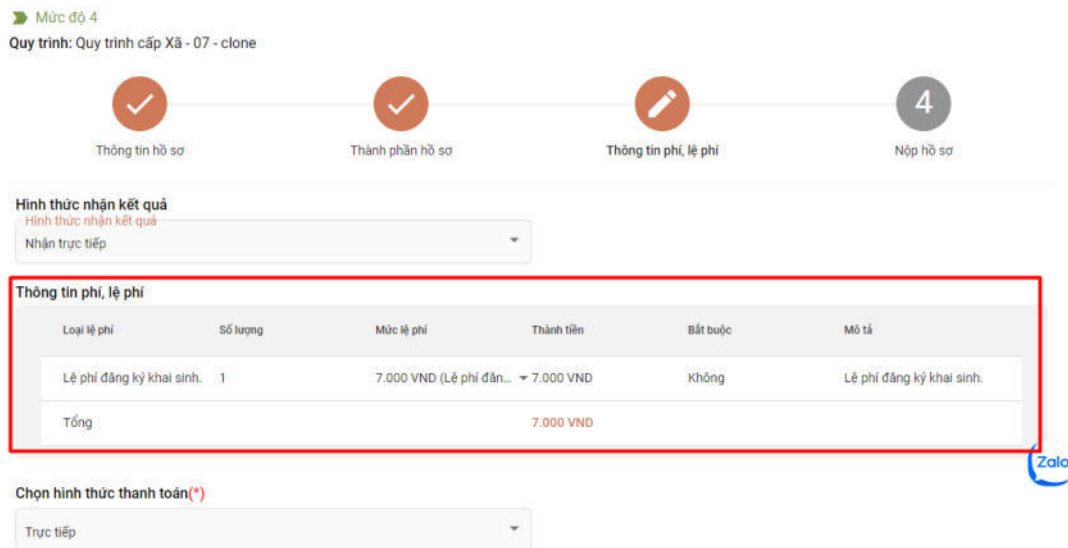 Mức độ 4
Quy trình: Quy trình cấp Xã - 07 - clone
4
Thông tin hồ sơ Thành phần hồ sơ Thông tin phí, lệ phí Nộp hồ sơ
Hình thức nhận kết quả
Hình thức nhận kết quả
Nhận trực tiếp
Thông tin phí, lệ phí
Loại lệ phí Số lượng Mức lệ phí Thành tiền Bắt buộc Mô tả
Lệ phí đăng ký khai sinh. 1 7.000 VND (Lệ phí đăn... 7.000 VND Không Lệ phí đăng ký khai sinh.
Tổng 7.000 VND
Zalo
Chọn hình thức thanh toán(*)
Trực tiếp